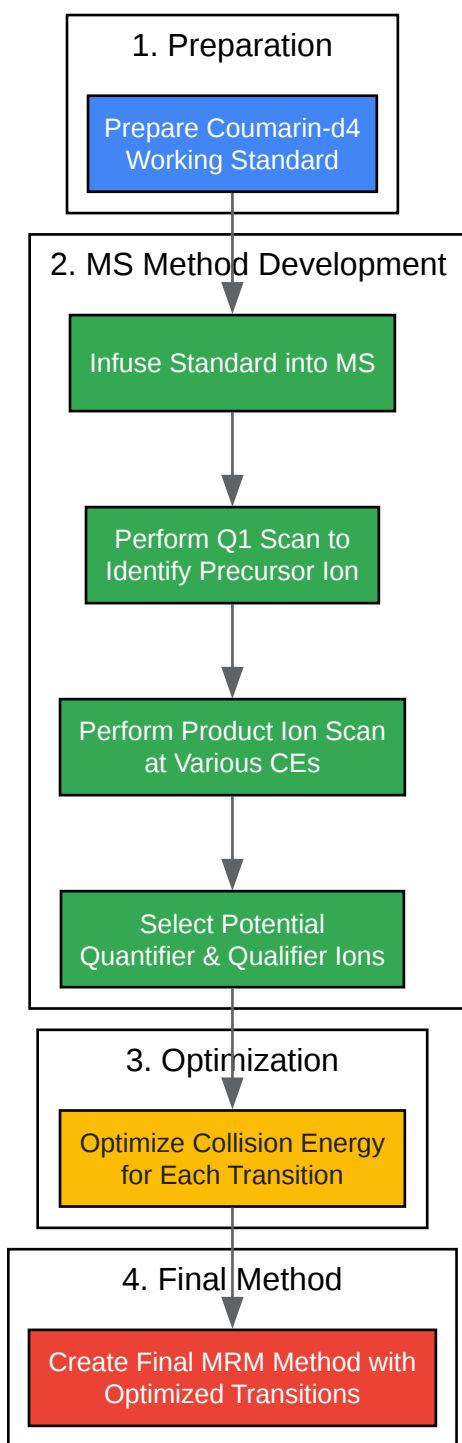 1. Preparation
Prepare Coumarin-d4
Working Standard
2. MS Method Development
Infuse Standard into MS
Perform Q1 Scan to
Identify Precursor Ion
Perform Product Ion Scan
at Various CEs
Select Potential
Quantifier & Qualifier Ions
3. Optimization
Optimize Collision Energy
for Each Transition
4. Final Method
Create Final MRM Method with
Optimized Transitions